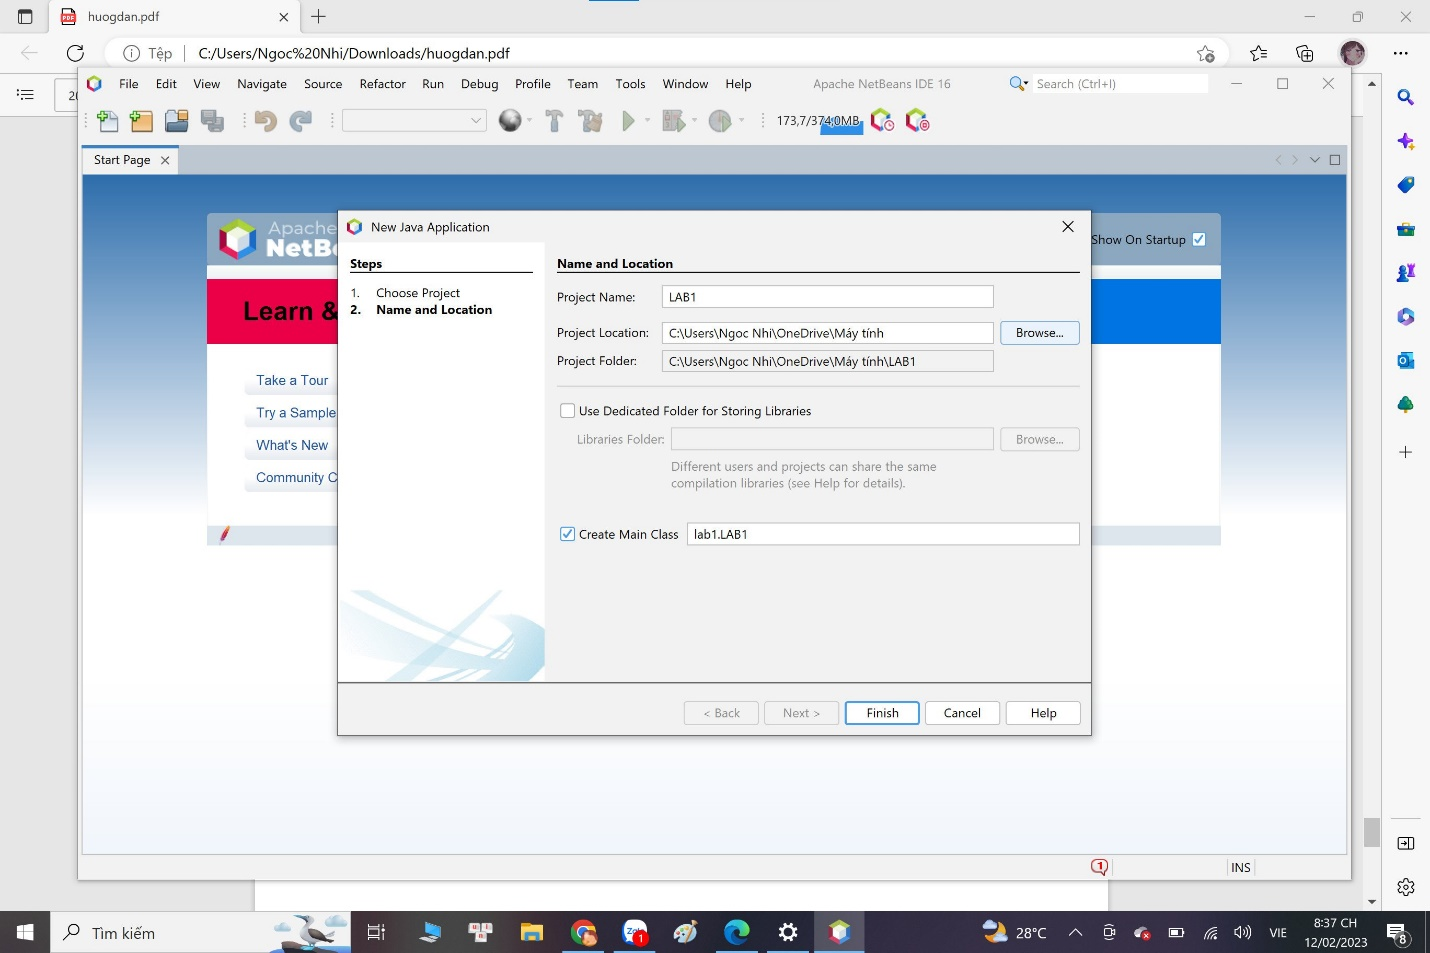 huogdan.pdf
Tệp
C:/Users/Ngoc%20Nhi/Downloads/huogdan.pdf
File Edit View Navigate Source Refactor Run Debug Profile Team Tools Window Help
Apache NetBeans IDE 16
Search (Ctrl+I)
173,7/374,0MB
Start Page
New Java Application
Apache
Show On Startup
Learn &
Take a Tour
Try a Sample
What's New
Community
Steps
1. Choose Project
2. Name and Location
Name and Location
Project Name: LAB1
Project Location: C:\Users\Ngoc Nhi\OneDrive\Máy tính Browse...
Project Folder: C:\Users\Ngoc Nhi\OneDrive\Máy tính\LAB1
Use Dedicated Folder for Storing Libraries
Libraries Folder: Browse...
Different users and projects can share the same
compilation libraries (see Help for details).
Create Main Class lab1.LAB1
< Back Next > Finish Cancel Help
1
INS
Tìm kiếm
1
28°C
VIE
8:37 CH
12/02/2023
8